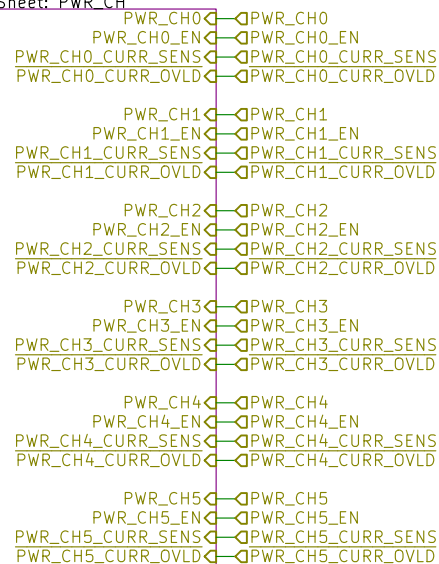 Sheet: PWR_CH
PWR_CH0 PWR_CH0
PWR_CH0_EN PWR_CH0_EN
PWR_CH0_CURR_SENS PWR_CH0_CURR_SENS
PWR_CH0_CURR_OVLD PWR_CH0_CURR_OVLD
PWR_CH1 PWR_CH1
PWR_CH1_EN PWR_CH1_EN
PWR_CH1_CURR_SENS PWR_CH1_CURR_SENS
PWR_CH1_CURR_OVLD PWR_CH1_CURR_OVLD
PWR_CH2 PWR_CH2
PWR_CH2_EN PWR_CH2_EN
PWR_CH2_CURR_SENS PWR_CH2_CURR_SENS
PWR_CH2_CURR_OVLD PWR_CH2_CURR_OVLD
PWR_CH3 PWR_CH3
PWR_CH3_EN PWR_CH3_EN
PWR_CH3_CURR_SENS PWR_CH3_CURR_SENS
PWR_CH3_CURR_OVLD PWR_CH3_CURR_OVLD
PWR_CH4 PWR_CH4
PWR_CH4_EN PWR_CH4_EN
PWR_CH4_CURR_SENS PWR_CH4_CURR_SENS
PWR_CH4_CURR_OVLD PWR_CH4_CURR_OVLD
PWR_CH5 PWR_CH5
PWR_CH5_EN PWR_CH5_EN
PWR_CH5_CURR_SENS PWR_CH5_CURR_SENS
PWR_CH5_CURR_OVLD PWR_CH5_CURR_OVLD